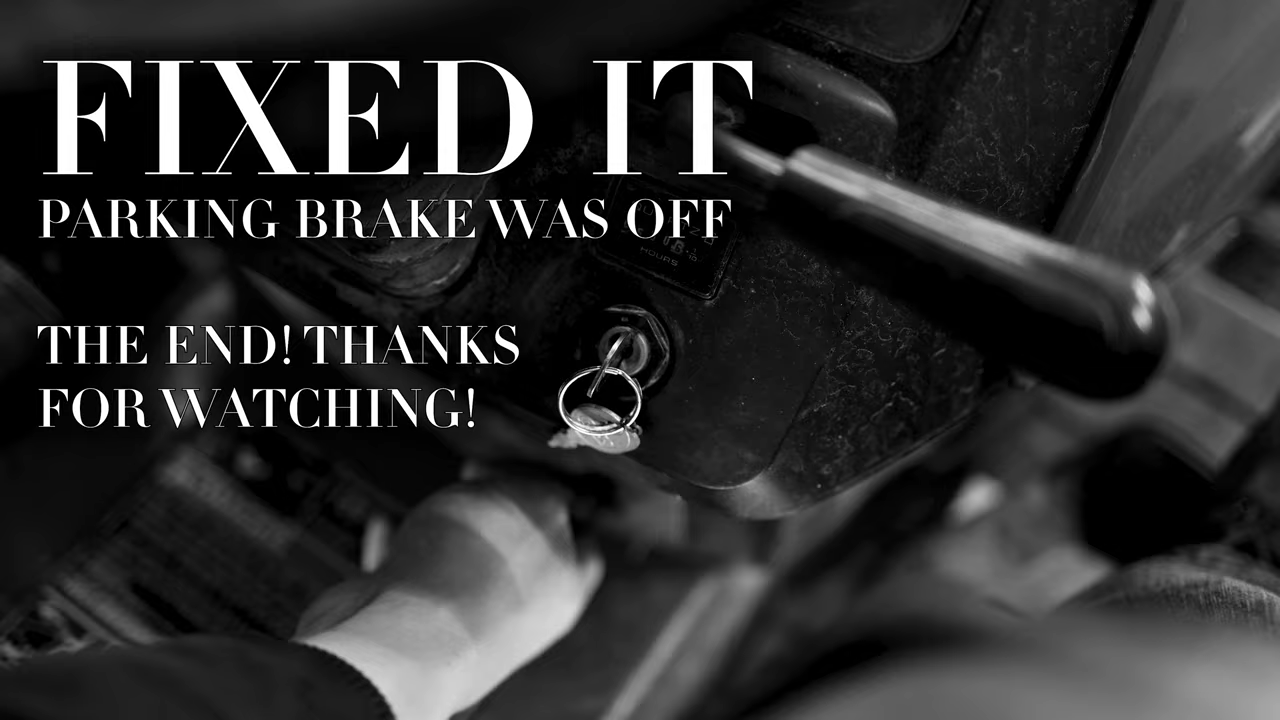 FIXED IT
PARKING BRAKE WAS OFF
THE END! THANKS
FOR WATCHING!
HOURS